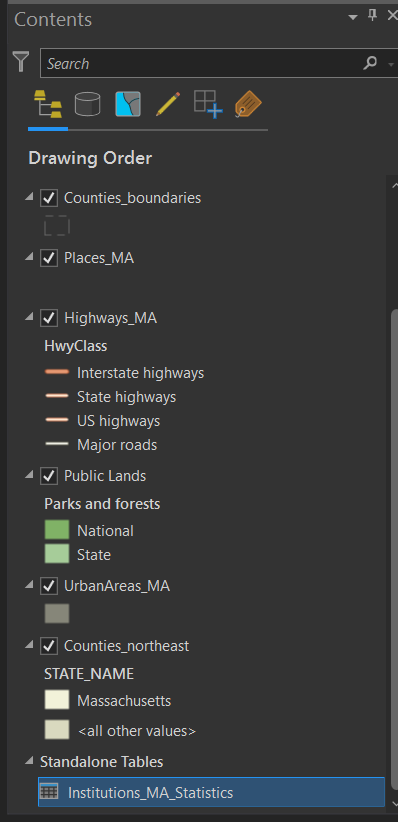 Contents
Search
Drawing Order
Counties_boundaries
Places_MA
Highways_MA
HwyClass
Interstate highways
State highways
US highways
Major roads
Public Lands
Parks and forests
National
State
UrbanAreas_MA
Counties_northeast
STATE_NAME
Massachusetts
<all other values>
Standalone Tables
Institutions_MA_Statistics